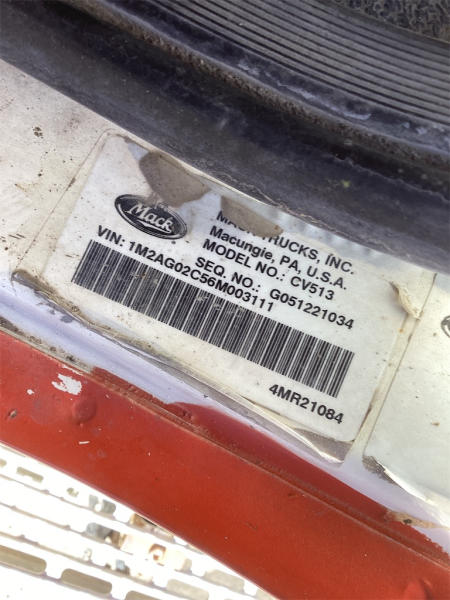 Mack
MACK TRUCKS, INC.
Macungie, PA, U.S.A.
MODEL NO.: CV513
SEQ. NO.: G051221034
VIN: 1M2AG02C56M003111
4MR21084